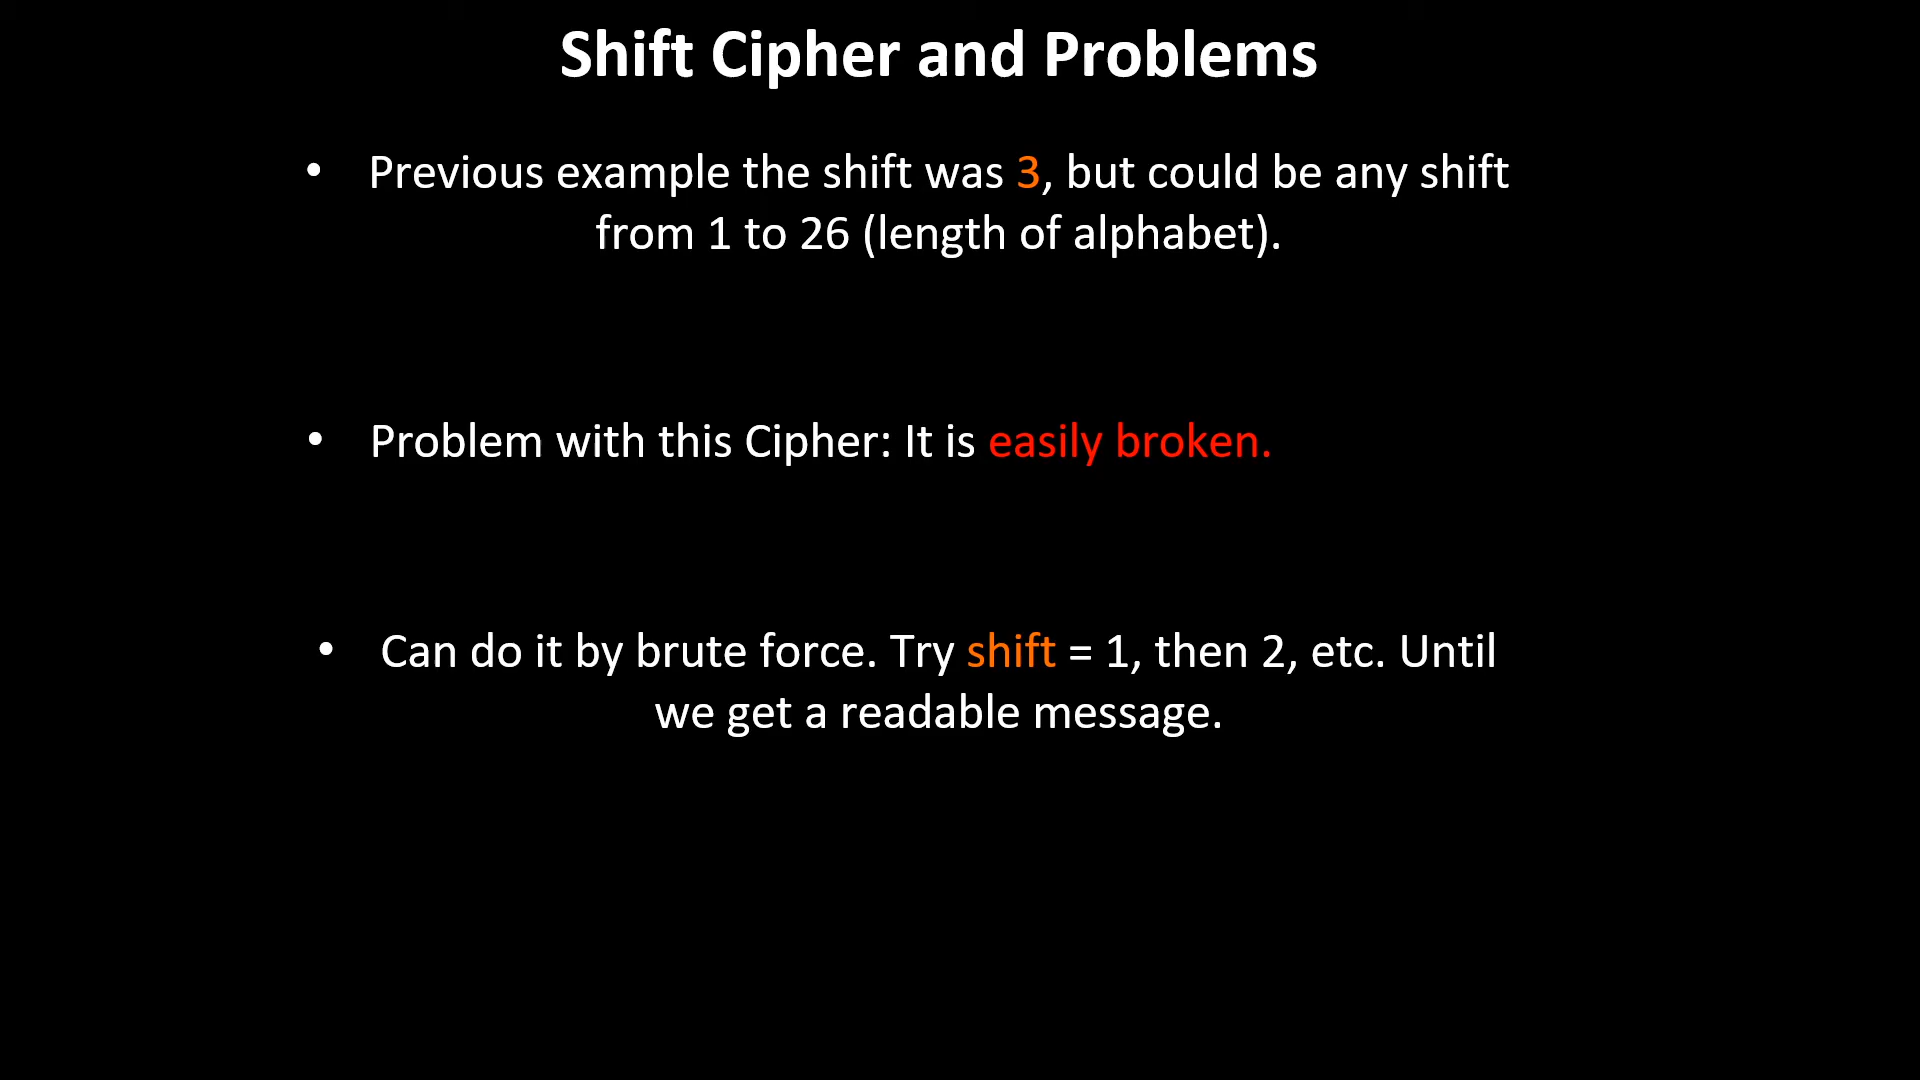 Shift Cipher and Problems
• Previous example the shift was 3, but could be any shift
from 1 to 26 (length of alphabet).
• Problem with this Cipher: It is easily broken.
• Can do it by brute force. Try shift = 1, then 2, etc. Until
we get a readable message.